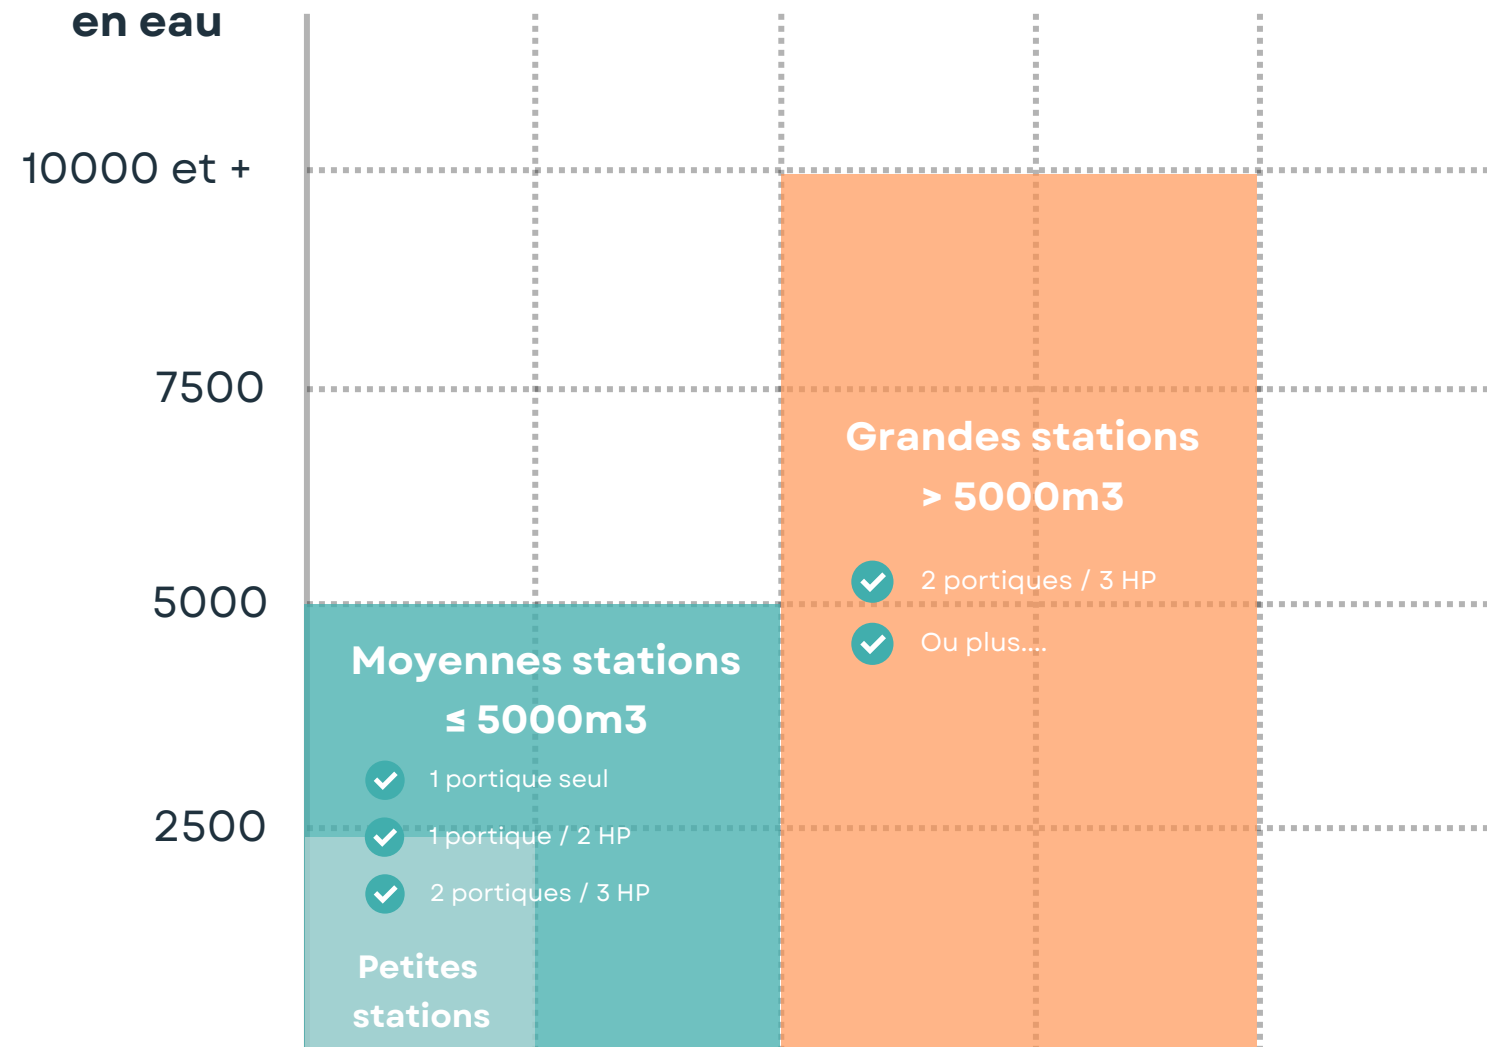 en eau
10000 et +
7500
Grandes stations
> 5000m3
2 portiques / 3 HP
Ou plus....
5000
Moyennes stations
≤ 5000m3
1 portique seul
2500
1 portique / 2 HP
2 portiques / 3 HP
Petites
stations